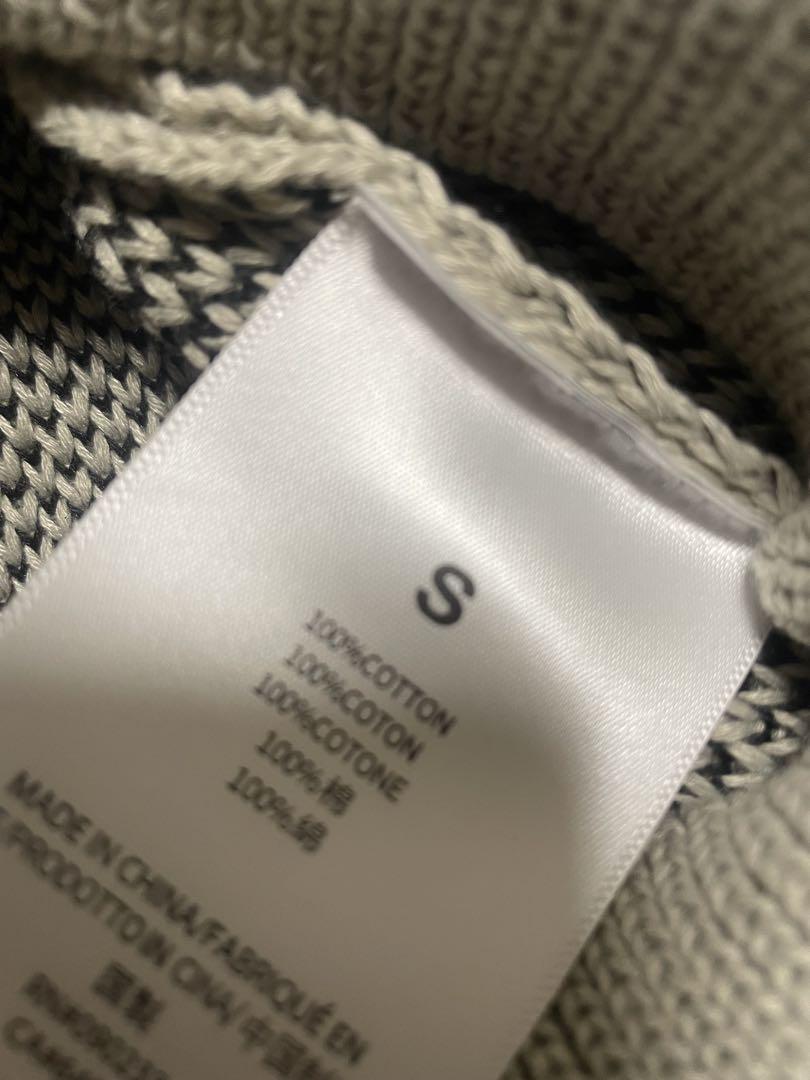 S
100%COTTON
100%COTON
100%COTONE
100%棉
100%綿
MADE IN CHINA/FABRIQUÉ EN
PRODOTTO IN CINA/ 中国